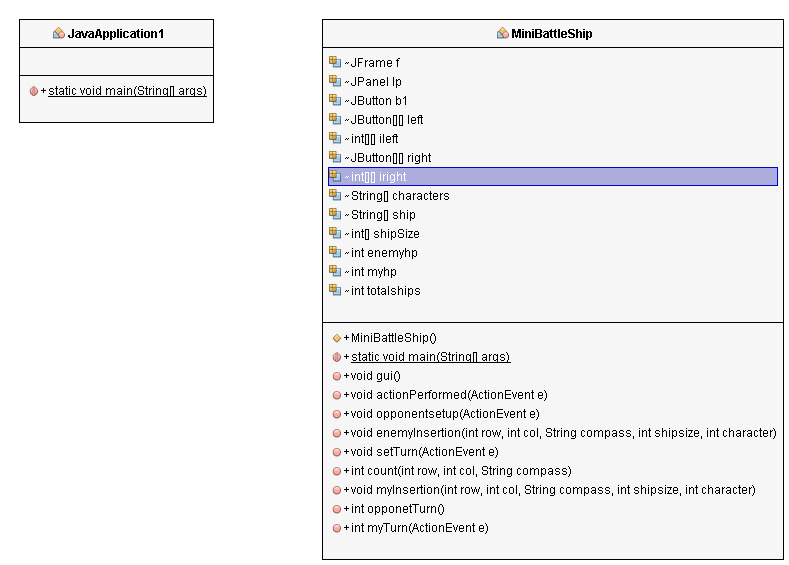 JavaApplication1
+static void main(String[] args)
MiniBattleShip
~JFrame f
~JPanel lp
~JButton b1
~JButton[][] left
~int[][] ileft
~JButton[][] right
~int[][] iright
~String[] characters
~String[] ship
~int[] shipSize
~int enemyhp
~int myhp
~int totalships
+MiniBattleShip()
+static void main(String[] args)
+void gui()
+void actionPerformed(ActionEvent e)
+void opponentsetup(ActionEvent e)
+void enemyInsertion(int row, int col, String compass, int shipsize, int character)
+void setTurn(ActionEvent e)
+int count(int row, int col, String compass)
+void myInsertion(int row, int col, String compass, int shipsize, int character)
+int opponetTurn()
+int myTurn(ActionEvent e)